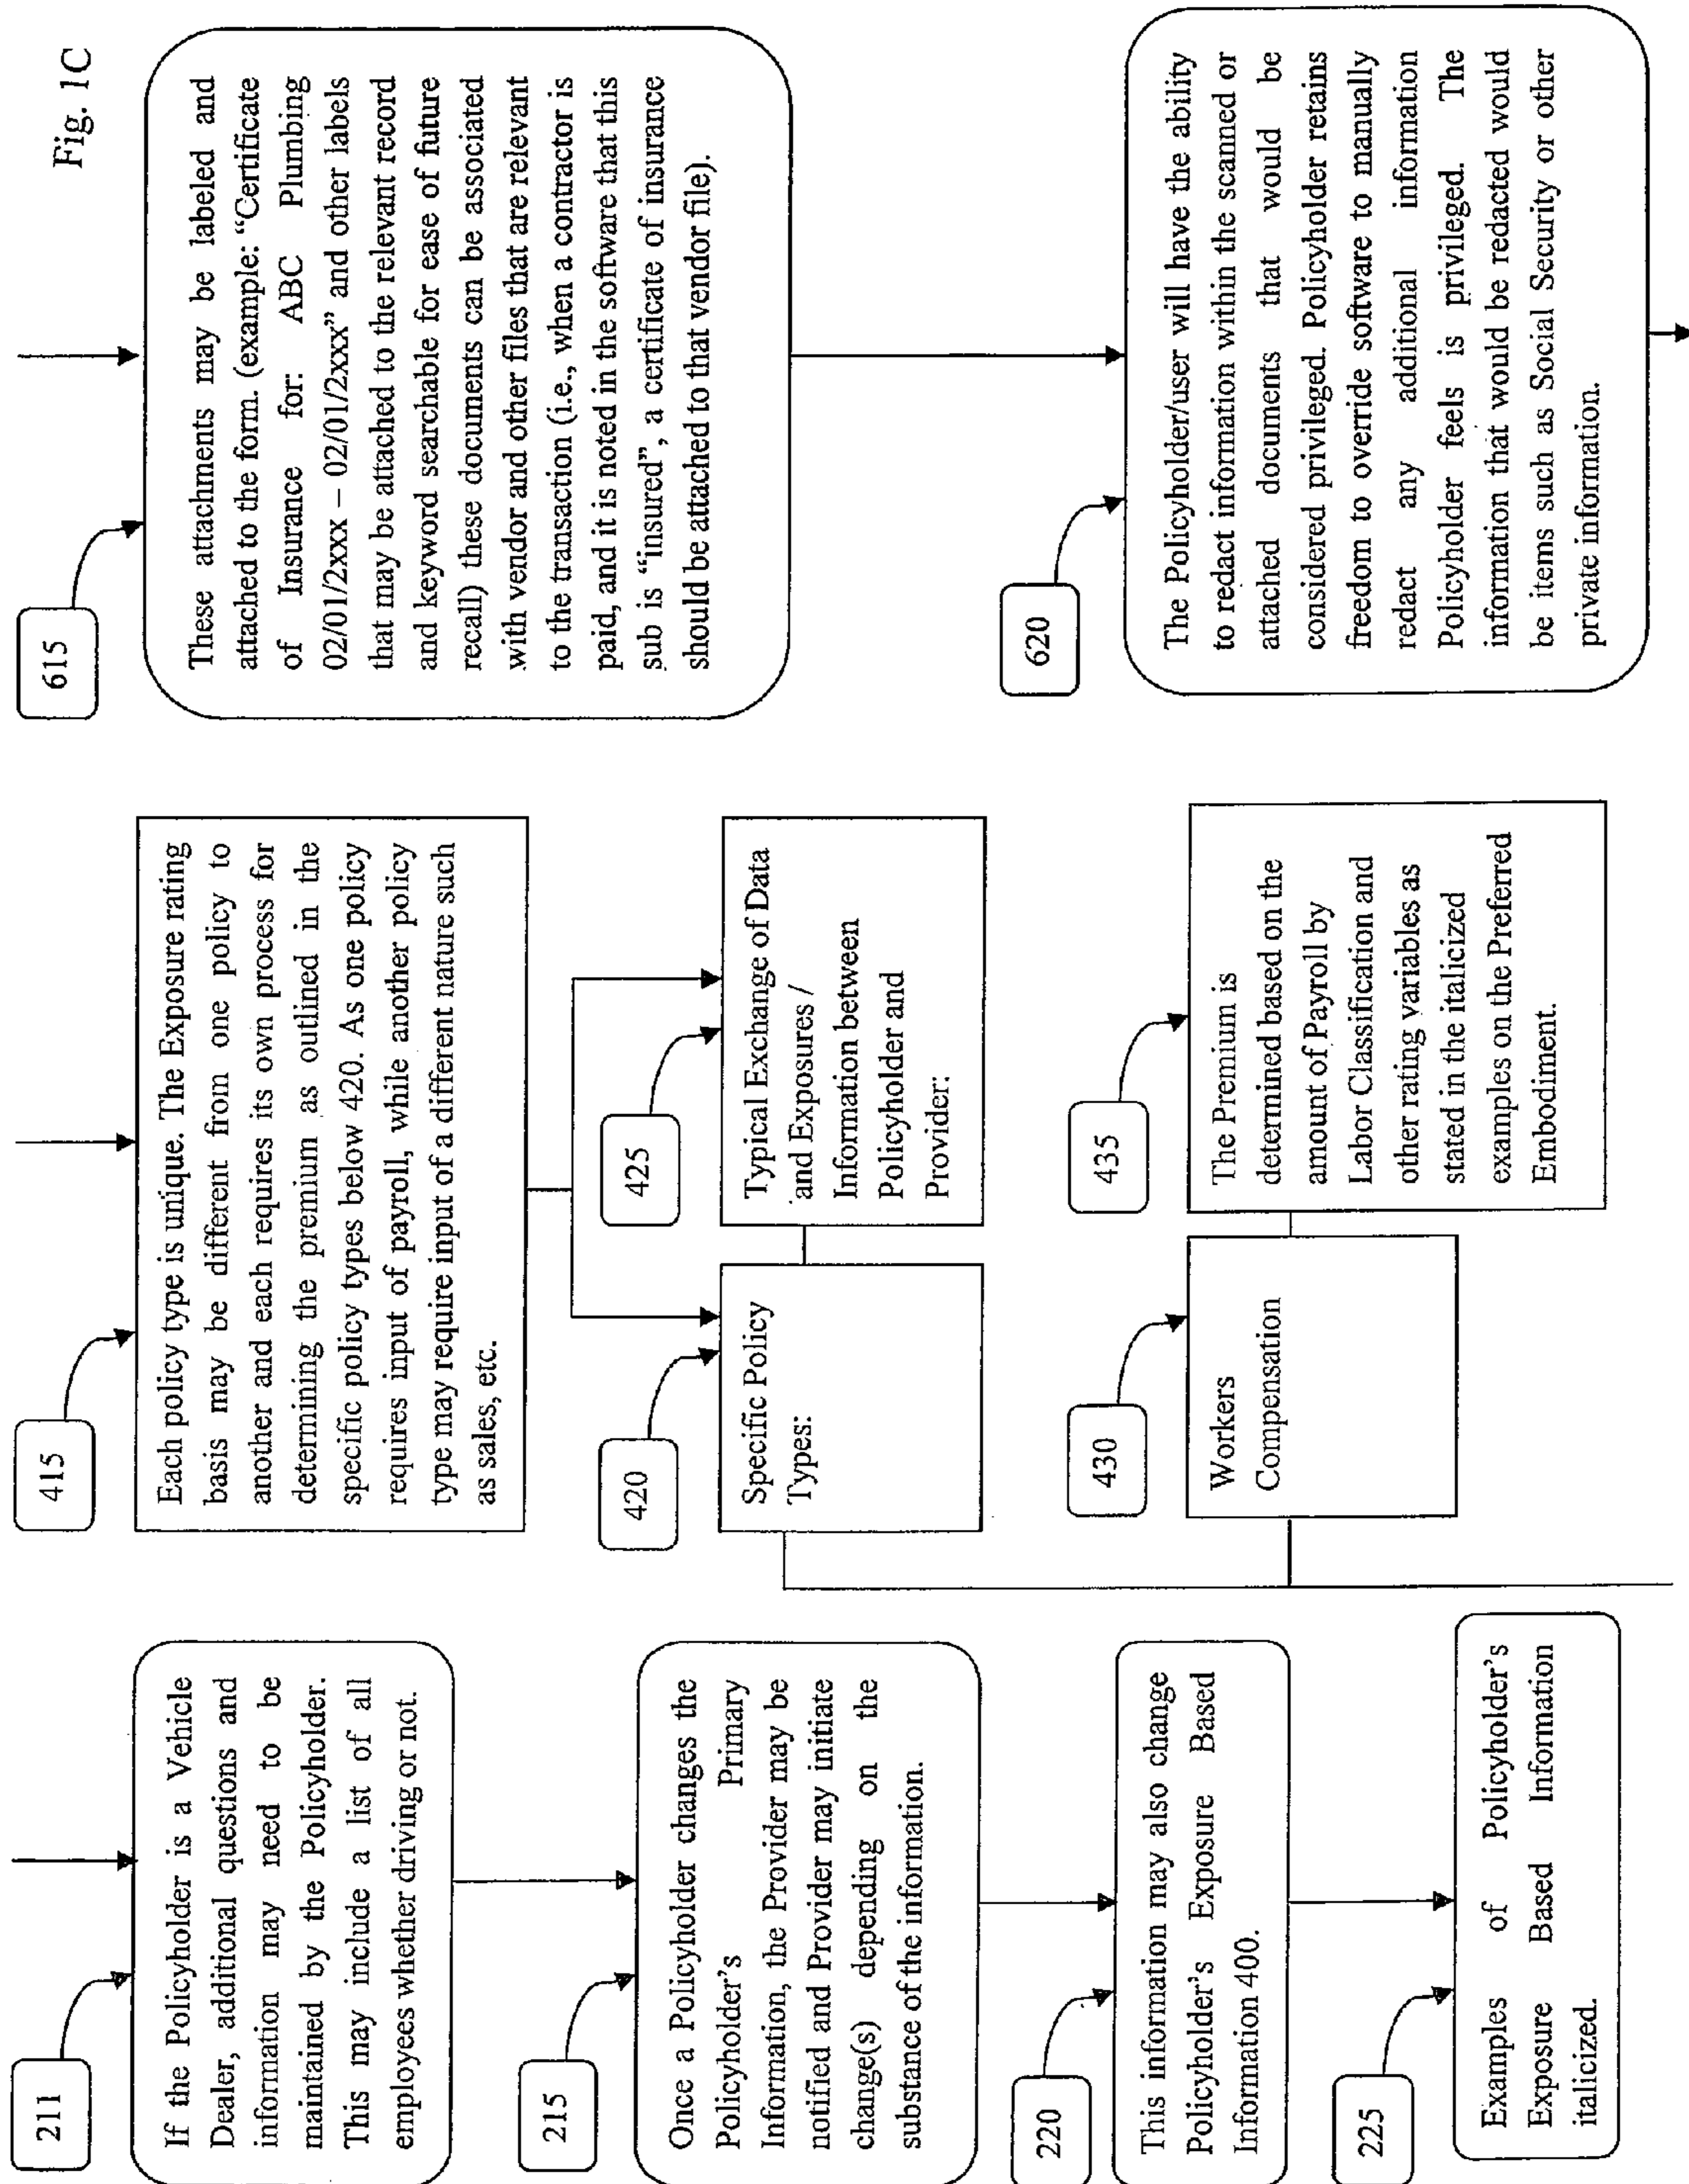 Fig. 1C
211
If the Policyholder is a Vehicle
Dealer, additional questions and
information may need to be
maintained by the Policyholder.
This may include a list of all
employees whether driving or not.
215
Once a Policyholder changes the
Policyholder's Primary
Information, the Provider may be
notified and Provider may initiate
change(s) depending on the
substance of the information.
220
This information may also change
Policyholder's Exposure Based
Information 400.
225
Examples of Policyholder's
Exposure Based Information
italicized.
415
Each policy type is unique. The Exposure rating
basis may be different from one policy to
another and each requires its own process for
determining the premium as outlined in the
specific policy types below 420. As one policy
requires input of payroll, while another policy
type may require input of a different nature such
as sales, etc.
420
Specific Policy
Types:
425
Typical Exchange of Data
and Exposures /
Information between
Policyholder and
Provider:
430
Workers
Compensation
435
The Premium is
determined based on the
amount of Payroll by
Labor Classification and
other rating variables as
stated in the italicized
examples on the Preferred
Embodiment.
615
These attachments may be labeled and
attached to the form. (example: “Certificate
of Insurance for: ABC Plumbing
02/01/2xxx – 02/01/2xxx” and other labels
that may be attached to the relevant record
and keyword searchable for ease of future
recall) these documents can be associated
with vendor and other files that are relevant
to the transaction (i.e., when a contractor is
paid, and it is noted in the software that this
sub is “insured”, a certificate of insurance
should be attached to that vendor file).
620
The Policyholder/user will have the ability
to redact information within the scanned or
attached documents that would be
considered privileged. Policyholder retains
freedom to override software to manually
redact any additional information
Policyholder feels is privileged. The
information that would be redacted would
be items such as Social Security or other
private information.